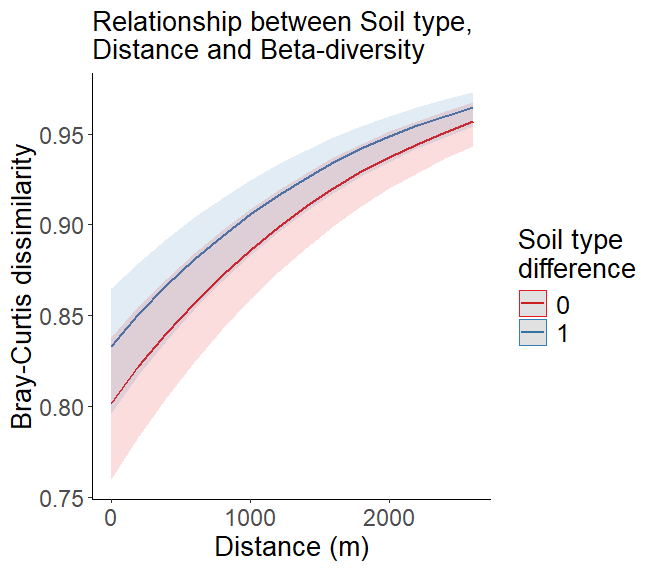 Relationship between Soil type,
Distance and Beta-diversity
Bray-Curtis dissimilarity
0.95
0.90
0.85
0.80
0.75
0 1000 2000
Distance (m)
Soil type
difference
0
1